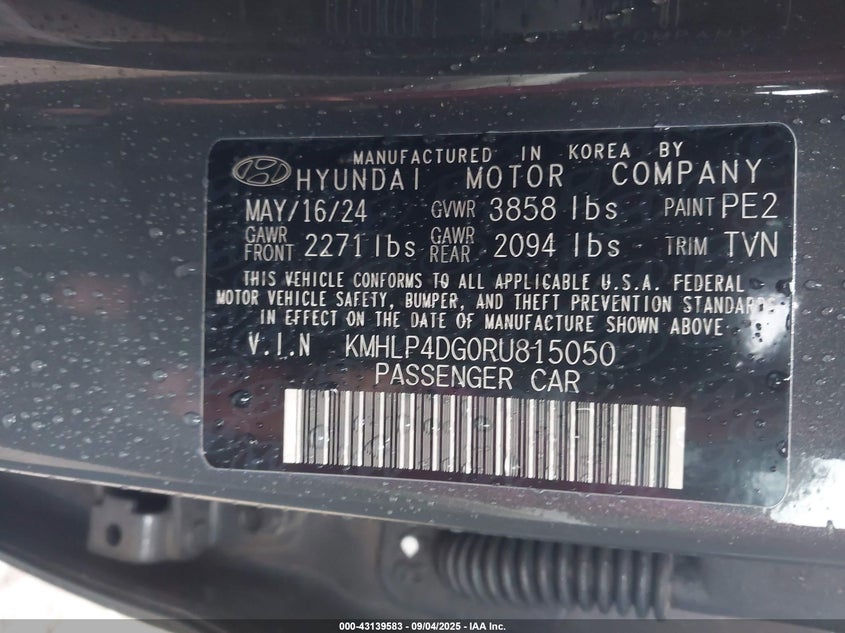 MANUFACTURED IN KOREA BY
HYUNDAI MOTOR COMPANY
MAY/16/24 GVWR 3858 lbs PAINT PE2
GAWR FRONT 2271 lbs GAWR REAR 2094 lbs TRIM TVN
THIS VEHICLE CONFORMS TO ALL APPLICABLE U.S.A. FEDERAL
MOTOR VEHICLE SAFETY, BUMPER, AND THEFT PREVENTION STANDARDS
IN EFFECT ON THE DATE OF MANUFACTURE SHOWN ABOVE
V.I.N KMHLP4DG0RU815050
PASSENGER CAR
000-43139583 - 09/04/2025 - IAA Inc.